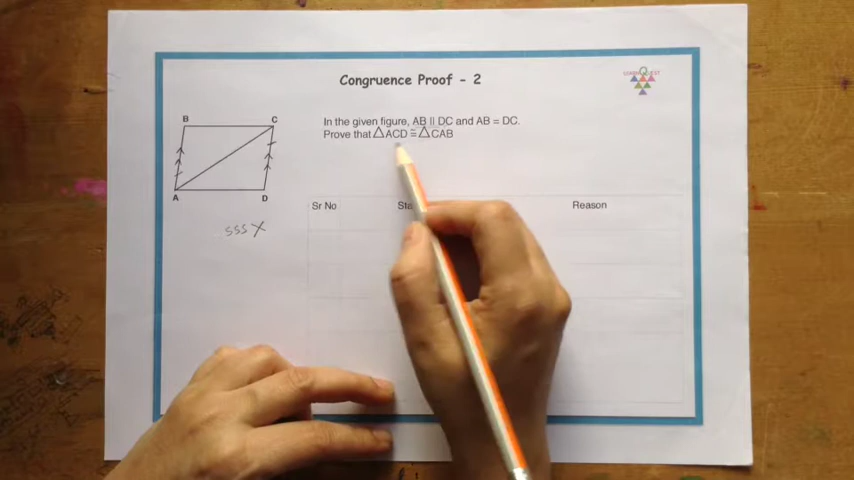 Congruence Proof - 2
In the given figure, AB || DC and AB = DC.
Prove that △ACD ≅ △CAB
B
C
A
D
Sr No
Sta
Reason
SSS X